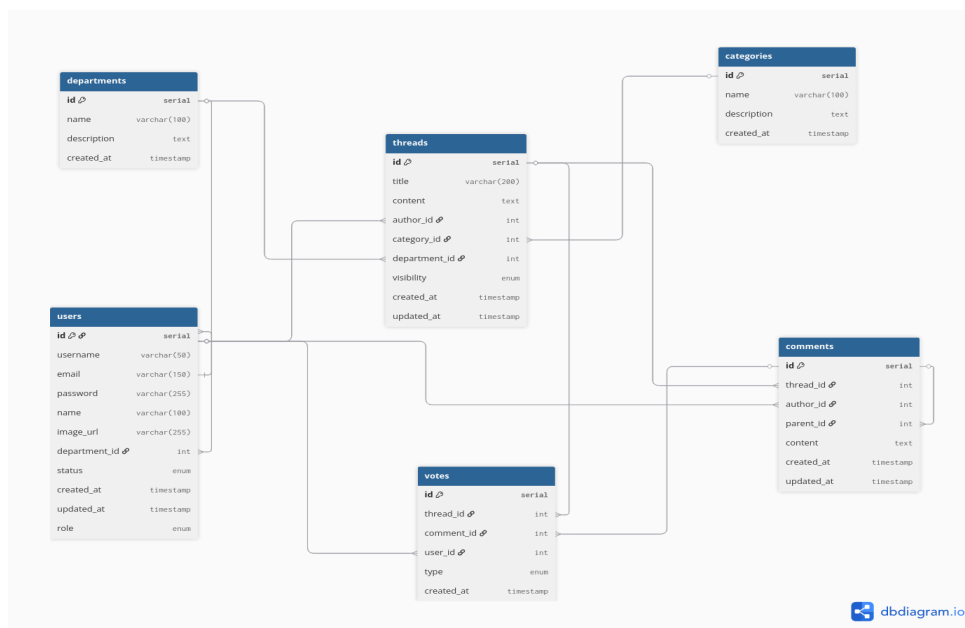 departments
id serial
name varchar(100)
description text
created_at timestamp
categories
id serial
name varchar(100)
description text
created_at timestamp
threads
id serial
title varchar(200)
content text
author_id int
category_id int
department_id int
visibility enum
created_at timestamp
updated_at timestamp
users
id serial
username varchar(50)
email varchar(150)
password varchar(255)
name varchar(100)
image_url varchar(255)
department_id int
status enum
created_at timestamp
updated_at timestamp
role enum
comments
id serial
thread_id int
author_id int
parent_id int
content text
created_at timestamp
updated_at timestamp
votes
id serial
thread_id int
comment_id int
user_id int
type enum
created_at timestamp
dbdiagram.io